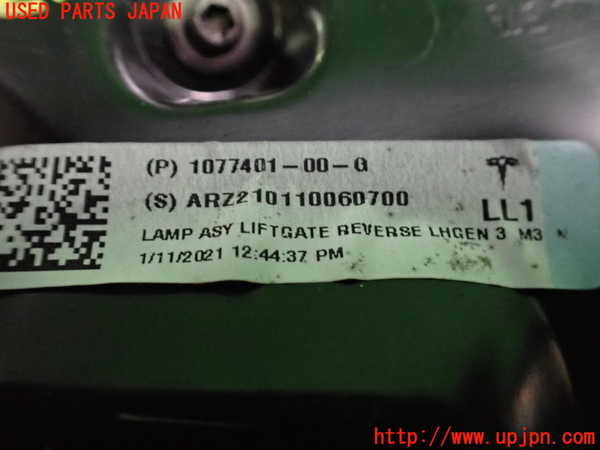 USED PARTS JAPAN
(P) 1077401-00-G
(S) ARZ210110060700
LL1
LAMP ASY LIFTGATE REVERSE LHGEN 3 M3
1/11/2021 12:44:37 PM
UPJ
http://www.upjpn.com/